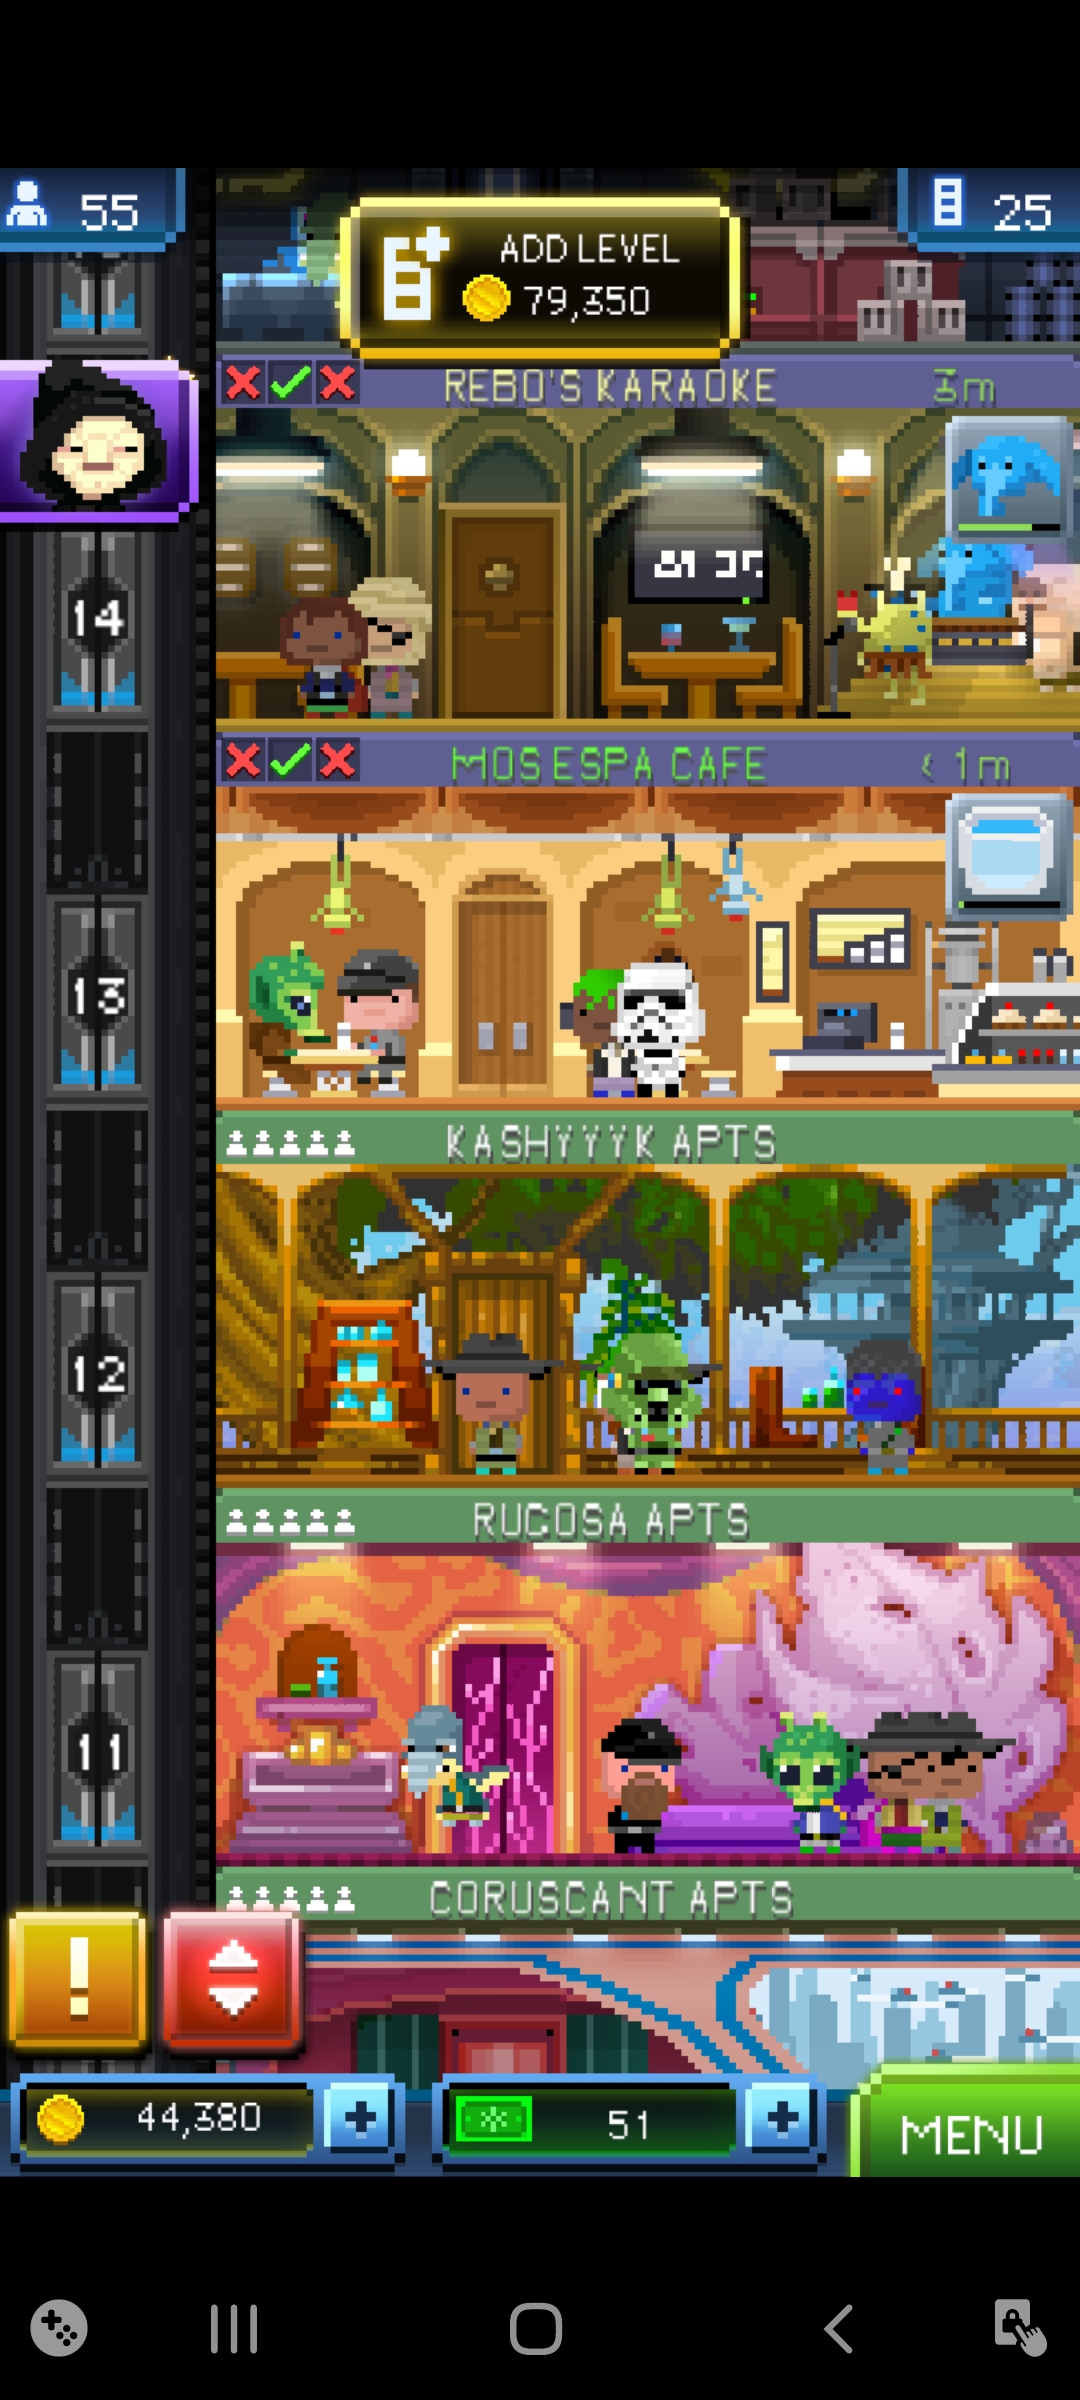 55
ADD LEVEL
79,350
25
REBO'S KARAOKE
3m
14
MOS ESPA CAFE
< 1m
13
KASHYYYK APTS
12
RUGOSA APTS
11
CORUSCANT APTS
!
44,380
+
51
+
MENU